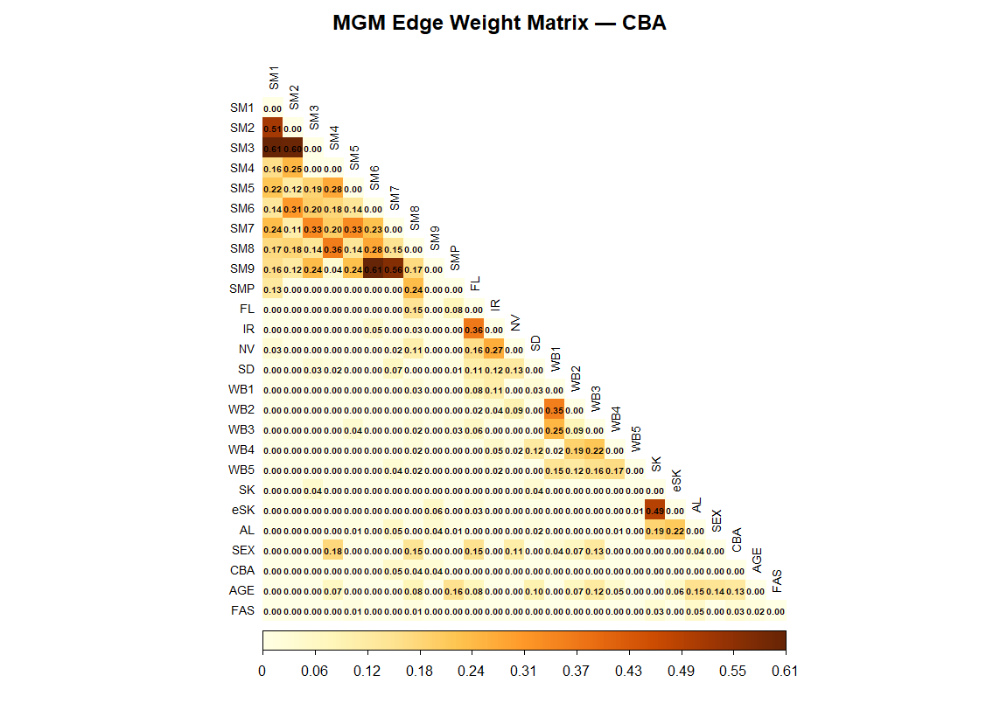 MGM Edge Weight Matrix — CBA
SM1 SM2 SM3 SM4 SM5 SM6 SM7 SM8 SM9 SMP FL IR NV SD WB1 WB2 WB3 WB4 WB5 SK eSK AL SEX CBA AGE FAS
SM1 0.00
SM2 0.51 0.00
SM3 0.61 0.60 0.00
SM4 0.16 0.25 0.00 0.00
SM5 0.22 0.12 0.19 0.28 0.00
SM6 0.14 0.31 0.20 0.18 0.14 0.00
SM7 0.24 0.11 0.33 0.20 0.33 0.23 0.00
SM8 0.17 0.18 0.14 0.36 0.14 0.28 0.15 0.00
SM9 0.16 0.12 0.24 0.04 0.24 0.61 0.56 0.17 0.00
SMP 0.13 0.00 0.00 0.00 0.00 0.00 0.00 0.24 0.00 0.00
FL 0.00 0.00 0.00 0.00 0.00 0.00 0.00 0.15 0.00 0.08 0.00
IR 0.00 0.00 0.00 0.00 0.00 0.05 0.00 0.03 0.00 0.00 0.36 0.00
NV 0.03 0.00 0.00 0.00 0.00 0.00 0.02 0.11 0.00 0.00 0.16 0.27 0.00
SD 0.00 0.00 0.03 0.02 0.00 0.00 0.07 0.00 0.00 0.01 0.11 0.12 0.13 0.00
WB1 0.00 0.00 0.00 0.00 0.00 0.00 0.00 0.03 0.00 0.00 0.08 0.11 0.00 0.03 0.00
WB2 0.00 0.00 0.00 0.00 0.00 0.00 0.00 0.00 0.00 0.00 0.02 0.04 0.09 0.00 0.35 0.00
WB3 0.00 0.00 0.00 0.00 0.04 0.00 0.00 0.02 0.00 0.03 0.06 0.00 0.00 0.00 0.25 0.09 0.00
WB4 0.00 0.00 0.00 0.00 0.00 0.00 0.00 0.02 0.00 0.00 0.00 0.05 0.02 0.12 0.02 0.19 0.22 0.00
WB5 0.00 0.00 0.00 0.00 0.00 0.00 0.04 0.02 0.00 0.00 0.02 0.00 0.00 0.00 0.15 0.12 0.16 0.17 0.00
SK 0.00 0.00 0.04 0.00 0.00 0.00 0.00 0.00 0.00 0.00 0.00 0.00 0.00 0.04 0.00 0.00 0.00 0.00 0.00 0.00
eSK 0.00 0.00 0.00 0.00 0.00 0.00 0.00 0.00 0.06 0.00 0.03 0.00 0.00 0.00 0.00 0.00 0.00 0.00 0.01 0.49 0.00
AL 0.00 0.00 0.00 0.00 0.01 0.00 0.05 0.00 0.04 0.01 0.00 0.00 0.00 0.02 0.00 0.00 0.00 0.01 0.00 0.19 0.22 0.00
SEX 0.00 0.00 0.00 0.18 0.00 0.00 0.00 0.15 0.00 0.00 0.15 0.00 0.11 0.00 0.04 0.07 0.13 0.00 0.00 0.00 0.00 0.04 0.00
CBA 0.00 0.00 0.00 0.00 0.00 0.00 0.05 0.04 0.04 0.00 0.00 0.00 0.00 0.00 0.00 0.00 0.00 0.00 0.00 0.00 0.00 0.00 0.00 0.00
AGE 0.00 0.00 0.00 0.07 0.00 0.00 0.00 0.08 0.00 0.16 0.08 0.00 0.00 0.10 0.00 0.07 0.12 0.05 0.00 0.00 0.06 0.15 0.14 0.13 0.00
FAS 0.00 0.00 0.00 0.00 0.01 0.00 0.00 0.01 0.00 0.00 0.00 0.00 0.00 0.00 0.00 0.00 0.00 0.00 0.00 0.03 0.00 0.05 0.00 0.03 0.02 0.00
0 0.06 0.12 0.18 0.24 0.31 0.37 0.43 0.49 0.55 0.61